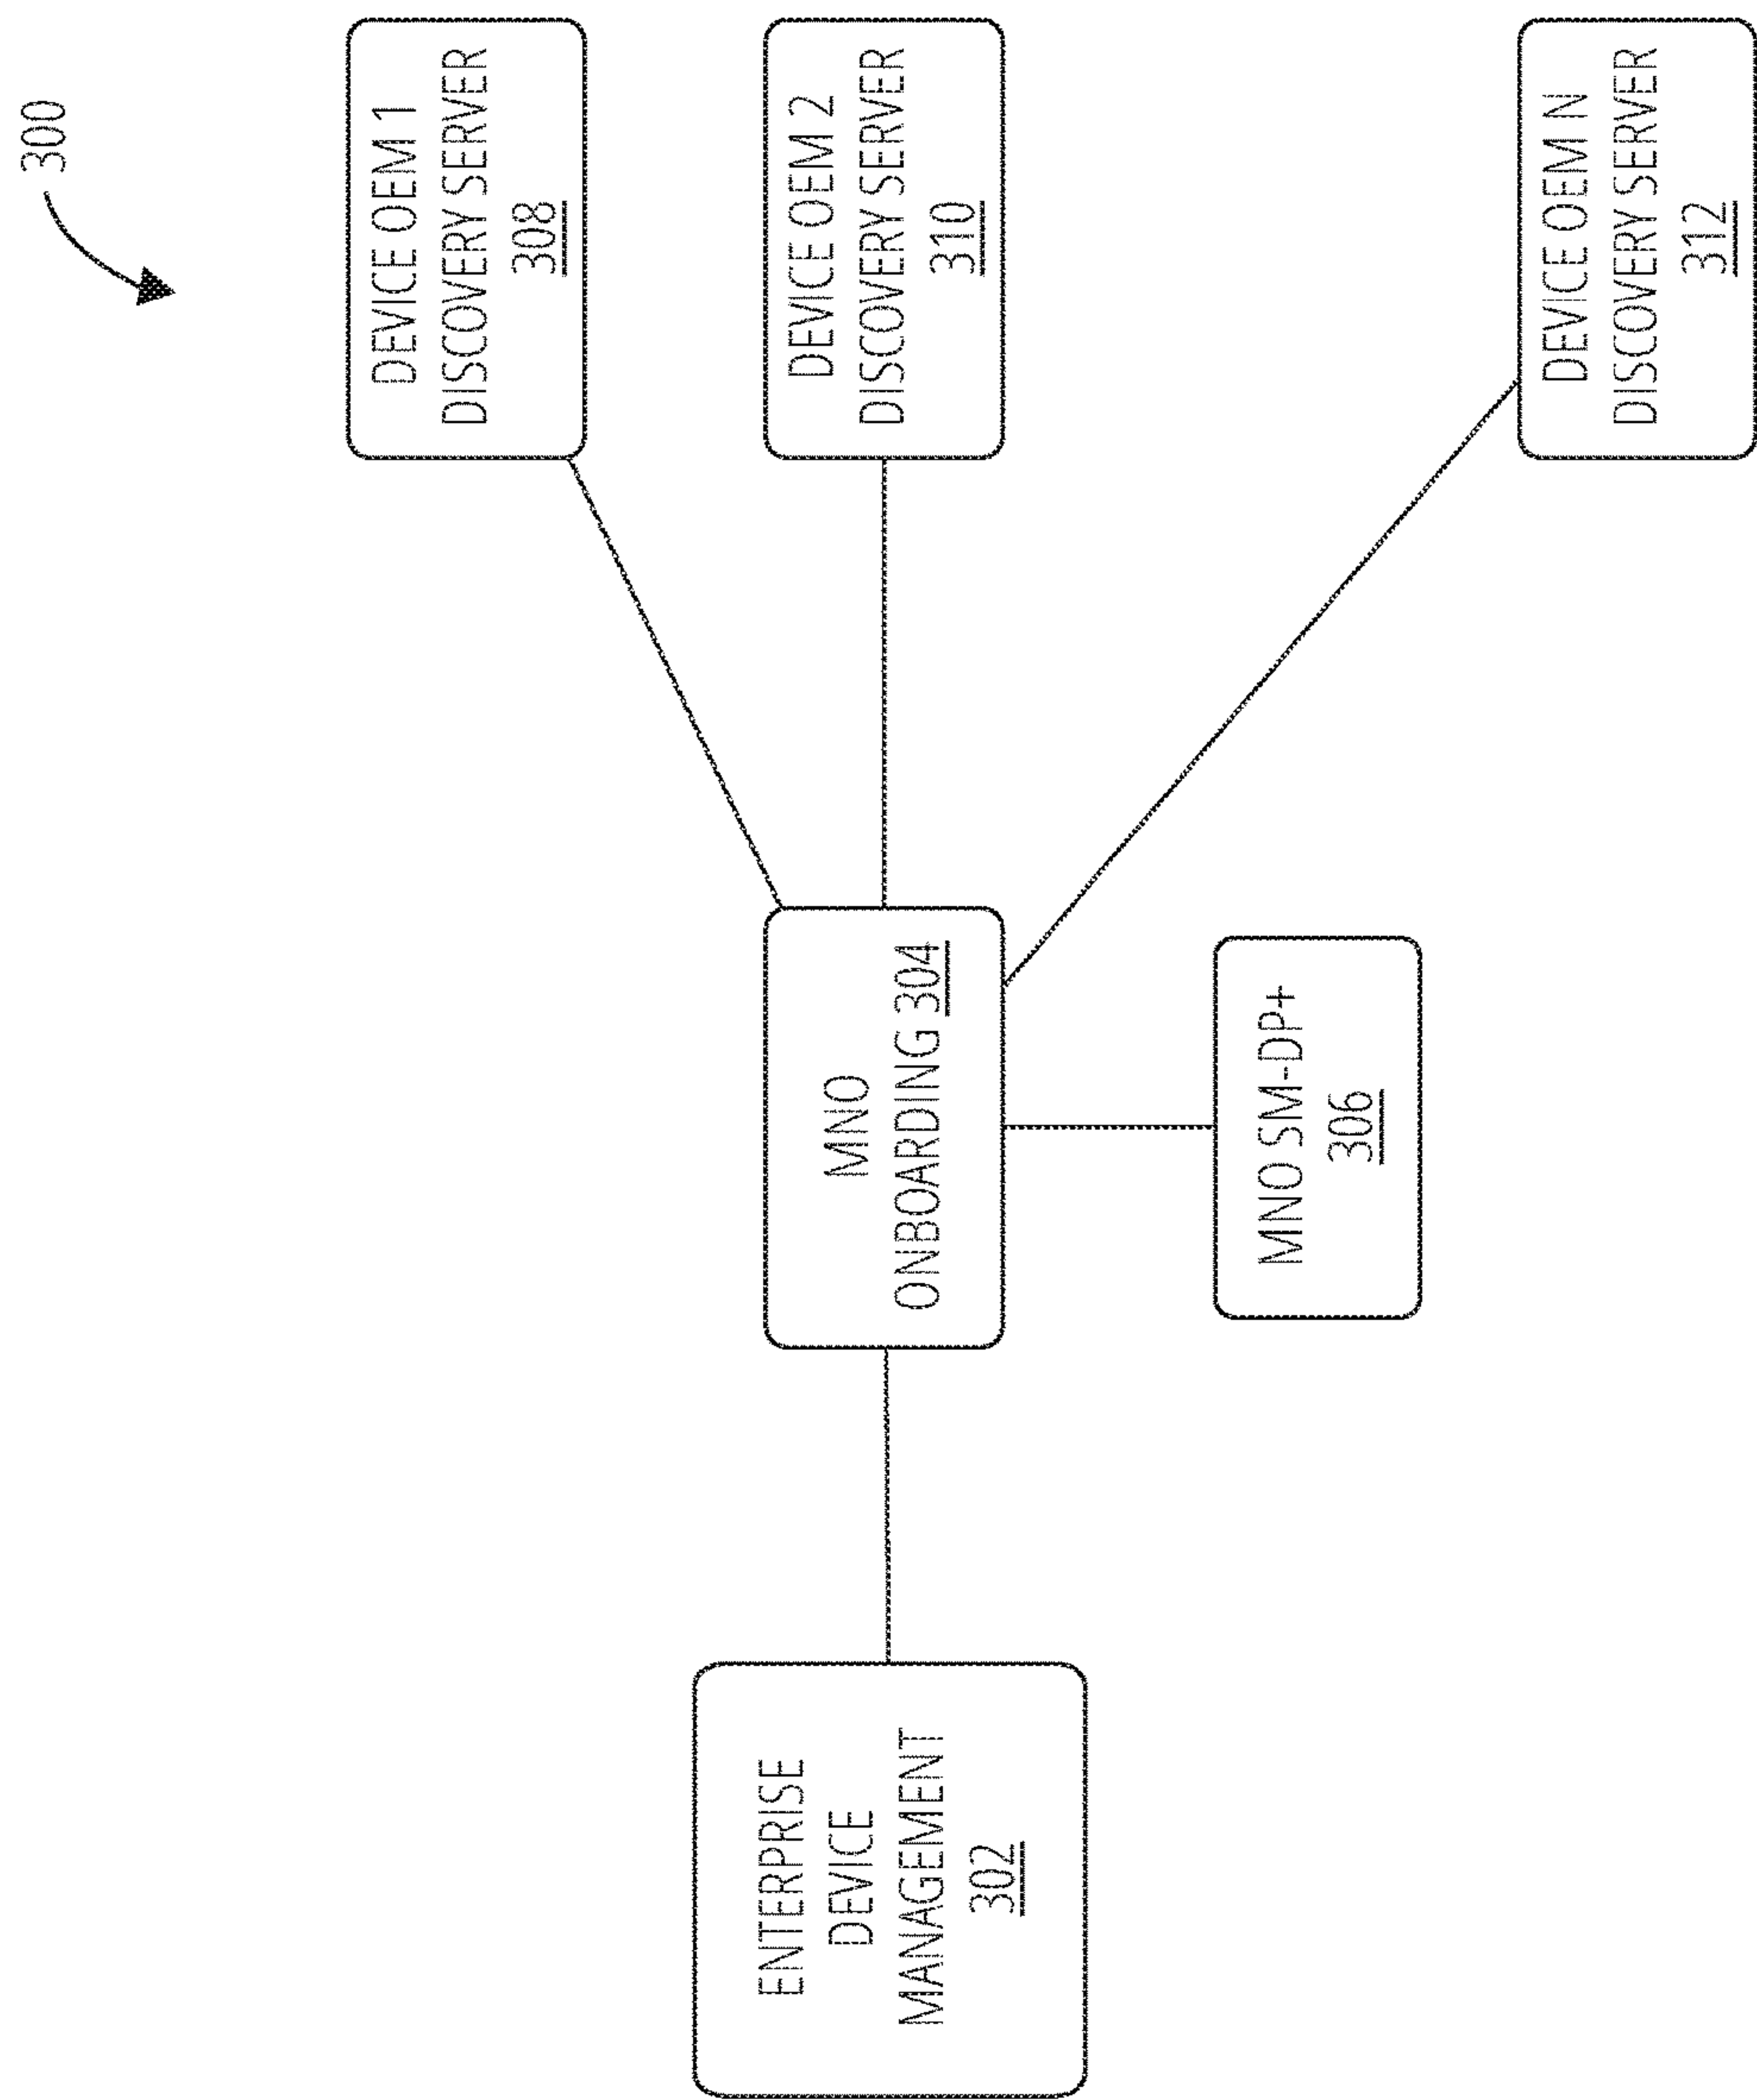 300
DEVICE OEM 1
DISCOVERY SERVER
308
DEVICE OEM 2
DISCOVERY SERVER
310
DEVICE OEM N
DISCOVERY SERVER
312
MNO
ONBOARDING 304
MNO SM-DP+
306
ENTERPRISE
DEVICE
MANAGEMENT
302